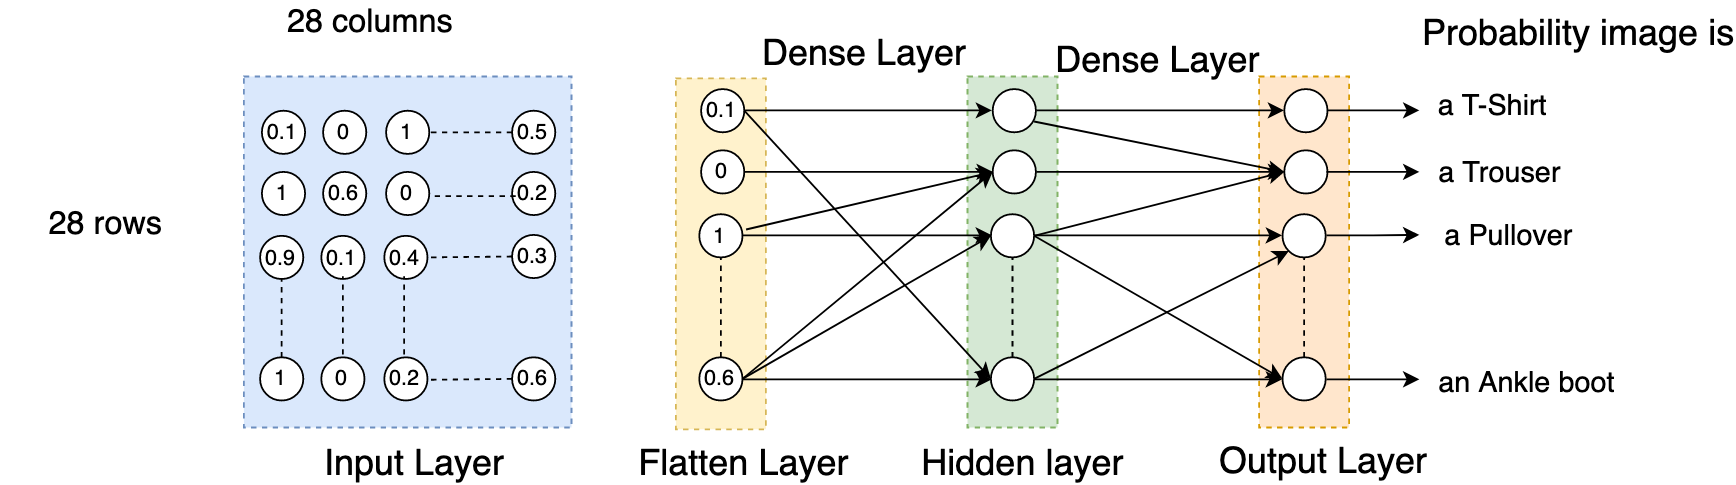 28 columns
Dense Layer
Dense Layer
Probability image is
28 rows
0.1 0 1 0.5
1 0.6 0 0.2
0.9 0.1 0.4 0.3
1 0 0.2 0.6
0.1
0
1
0.6
a T-Shirt
a Trouser
a Pullover
an Ankle boot
Input Layer
Flatten Layer
Hidden layer
Output Layer